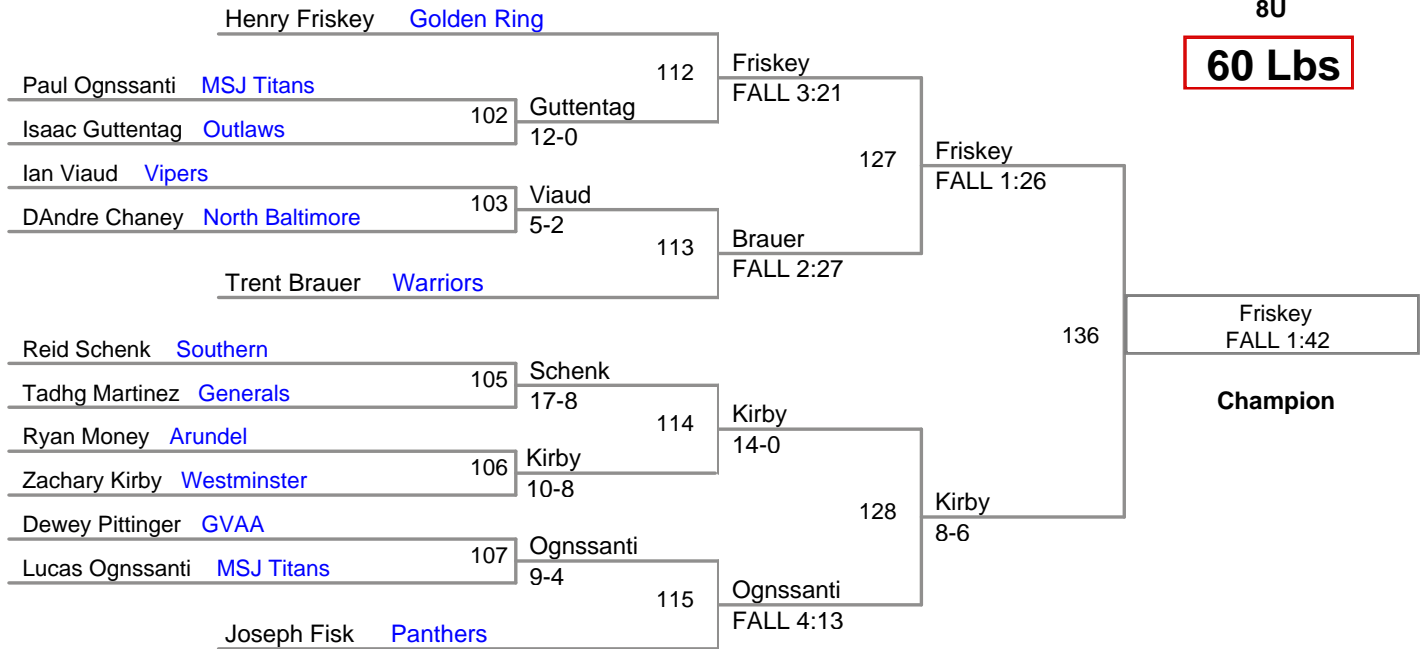 8U
60 Lbs
Henry Friskey Golden Ring
Paul Ognssanti MSJ Titans
Isaac Guttentag Outlaws
Ian Viaud Vipers
DAndre Chaney North Baltimore
Trent Brauer Warriors
Reid Schenk Southern
Tadhg Martinez Generals
Ryan Money Arundel
Zachary Kirby Westminster
Dewey Pittinger GVAA
Lucas Ognssanti MSJ Titans
Joseph Fisk Panthers
102
Guttentag
12-0
103
Viaud
5-2
105
Schenk
17-8
106
Kirby
10-8
107
Ognssanti
9-4
112
Friskey
FALL 3:21
113
Brauer
FALL 2:27
114
Kirby
14-0
115
Ognssanti
FALL 4:13
127
Friskey
FALL 1:26
128
Kirby
8-6
136
Friskey
FALL 1:42
Champion